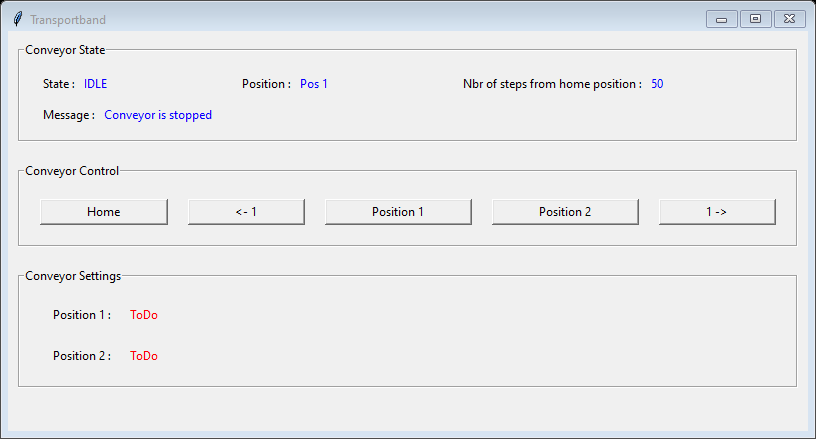 Transportband
Conveyor State
State : IDLE Position : Pos 1 Nbr of steps from home position : 50
Message : Conveyor is stopped
Conveyor Control
Home <- 1 Position 1 Position 2 1 ->
Conveyor Settings
Position 1 : ToDo
Position 2 : ToDo